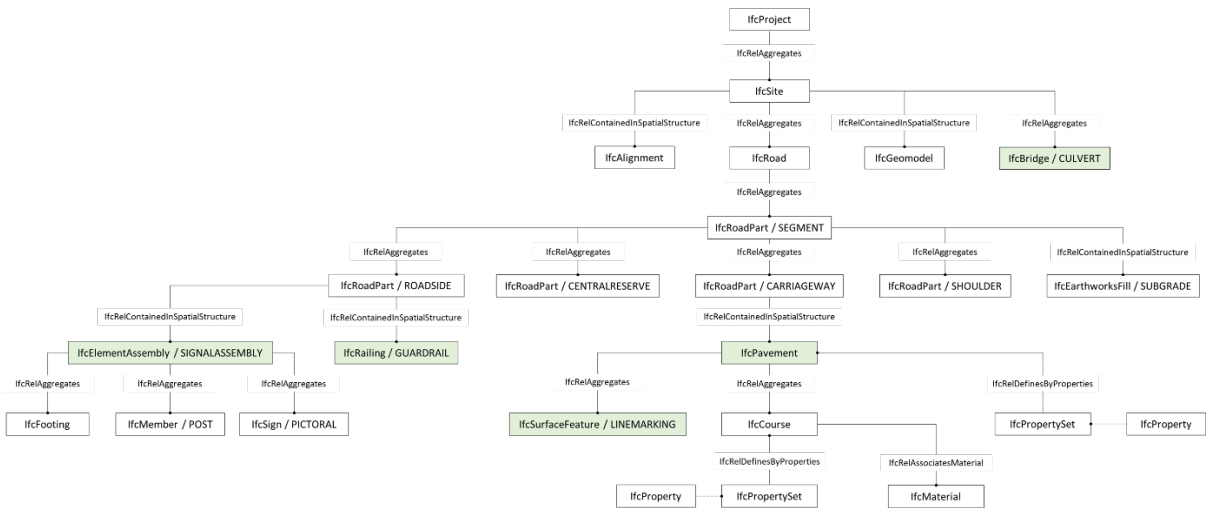 IfcProject
IfcRelAggregates
IfcSite
IfcRelContainedInSpatialStructure
IfcRelAggregates
IfcRelContainedInSpatialStructure
IfcRelAggregates
IfcAlignment
IfcRoad
IfcGeomodel
IfcBridge / CULVERT
IfcRelAggregates
IfcRoadPart / SEGMENT
IfcRelAggregates
IfcRelAggregates
IfcRelAggregates
IfcRelAggregates
IfcRelContainedInSpatialStructure
IfcRoadPart / ROADSIDE
IfcRoadPart / CENTRALRESERVE
IfcRoadPart / CARRIAGEWAY
IfcRoadPart / SHOULDER
IfcEarthworksFill / SUBGRADE
IfcRelContainedInSpatialStructure
IfcRelContainedInSpatialStructure
IfcRelContainedInSpatialStructure
IfcElementAssembly / SIGNALASSEMBLY
IfcRailing / GUARDRAIL
IfcPavement
IfcRelAggregates
IfcRelAggregates
IfcRelAggregates
IfcRelAggregates
IfcRelAggregates
IfcRelDefinesByProperties
IfcFooting
IfcMember / POST
IfcSign / PICTORAL
IfcSurfaceFeature / LINEMARKING
IfcCourse
IfcPropertySet
IfcProperty
IfcRelDefinesByProperties
IfcRelAssociatesMaterial
IfcProperty
IfcPropertySet
IfcMaterial